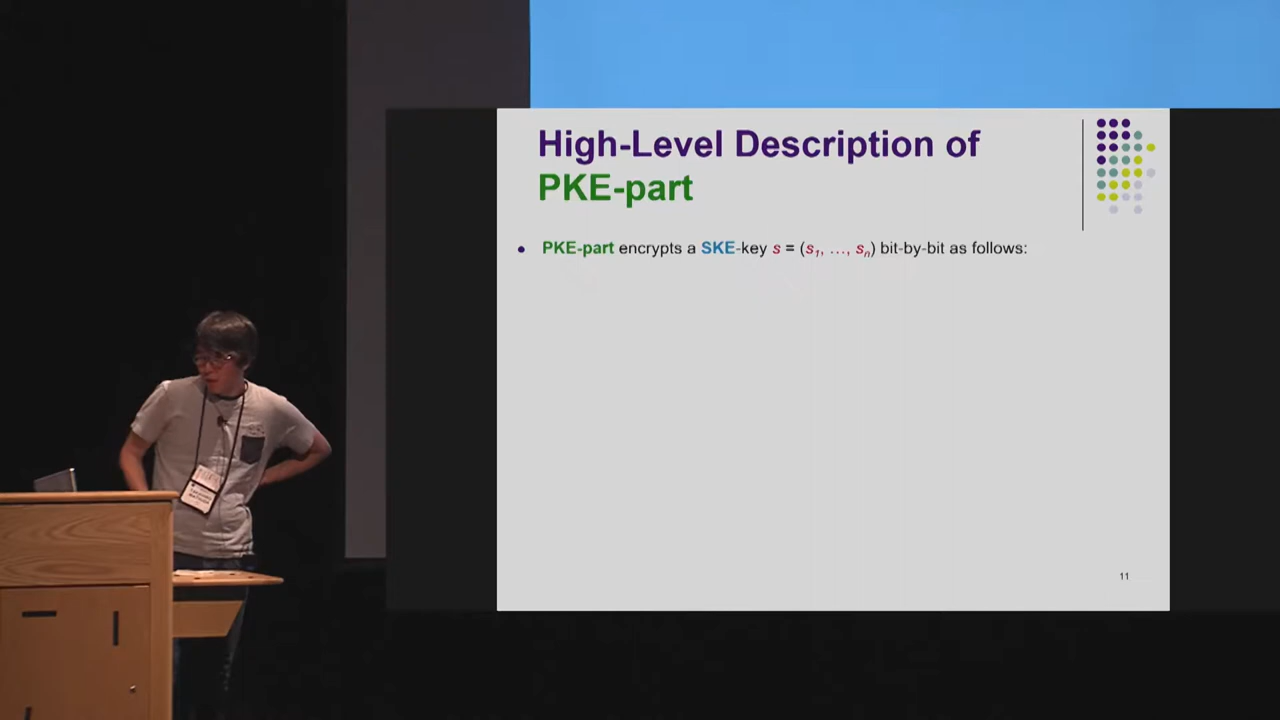 High-Level Description of
PKE-part
• PKE-part encrypts a SKE-key s = (s1, …, sn) bit-by-bit as follows:
11